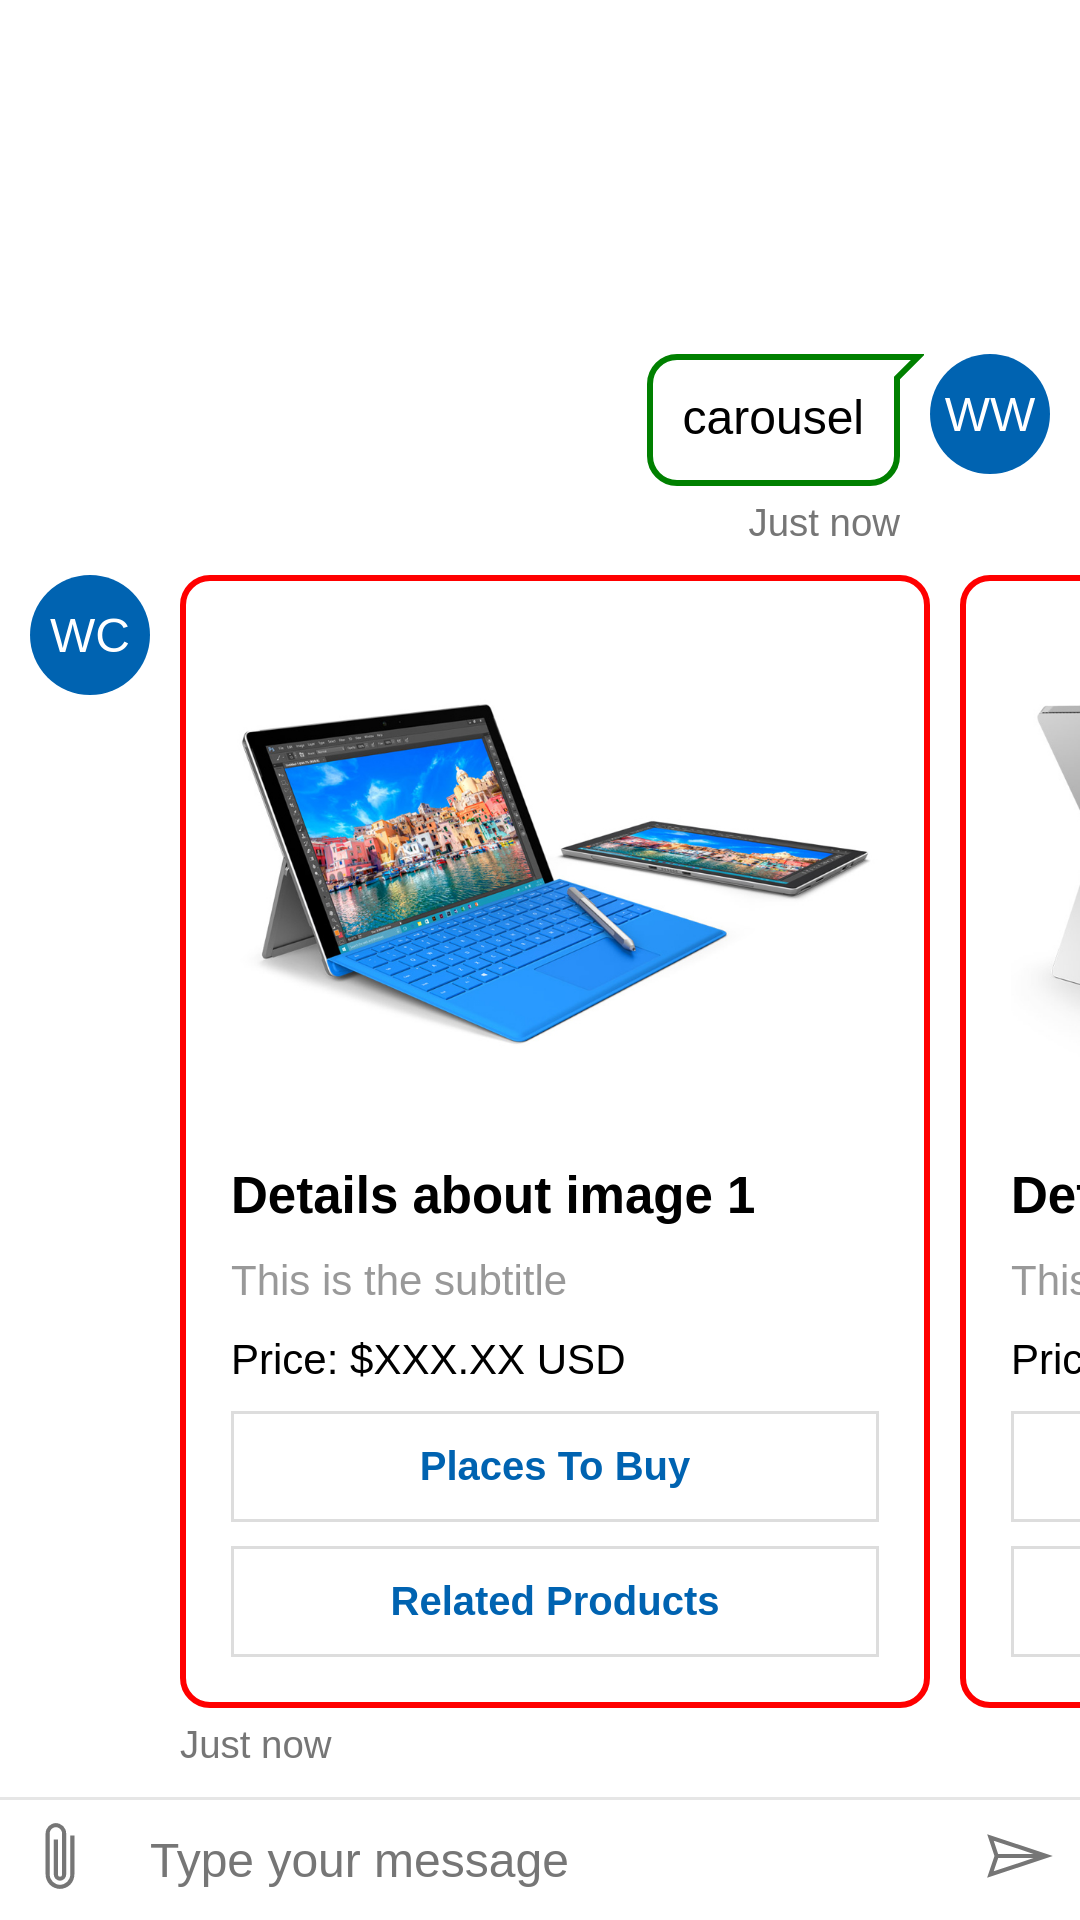 carousel
WW
Just now
WC
Details about image 1
This is the subtitle
Price: $XXX.XX USD
Places To Buy
Related Products
Det
This
Pric
Just now
Type your message